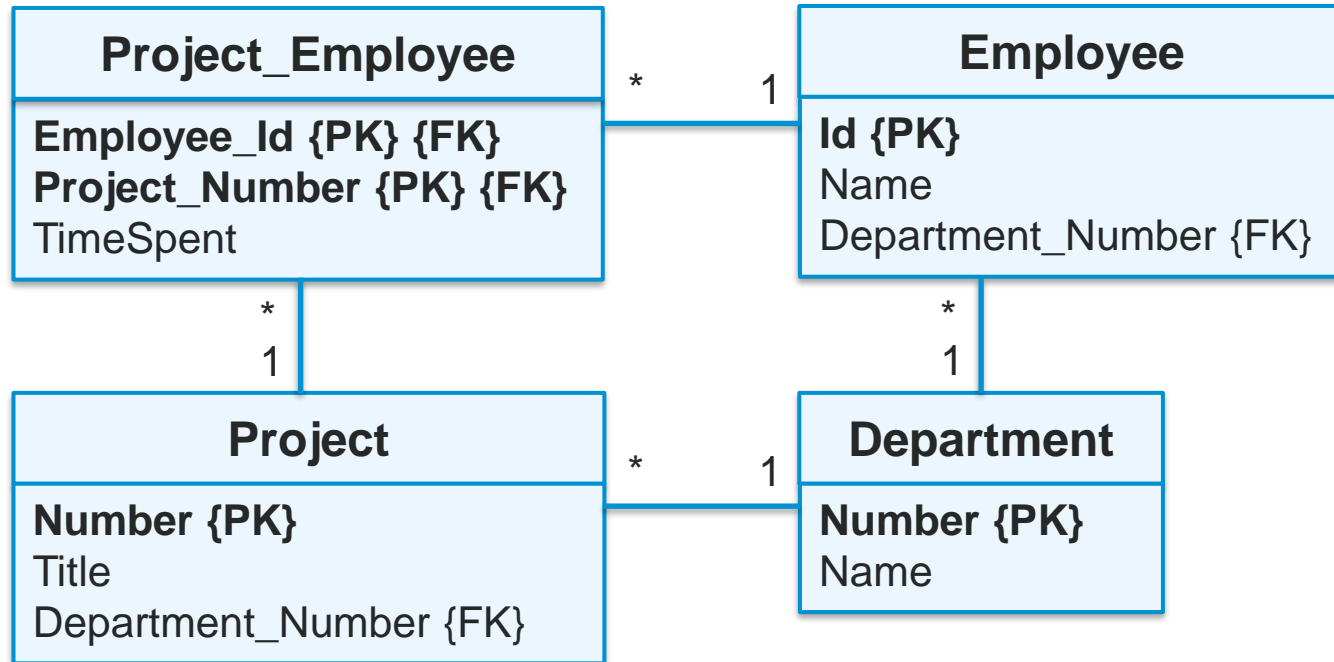 Project_Employee
Employee_Id {PK} {FK}
Project_Number {PK} {FK}
TimeSpent
* 1
Employee
Id {PK}
Name
Department_Number {FK}
*
1
*
1
Project
Number {PK}
Title
Department_Number {FK}
* 1
Department
Number {PK}
Name